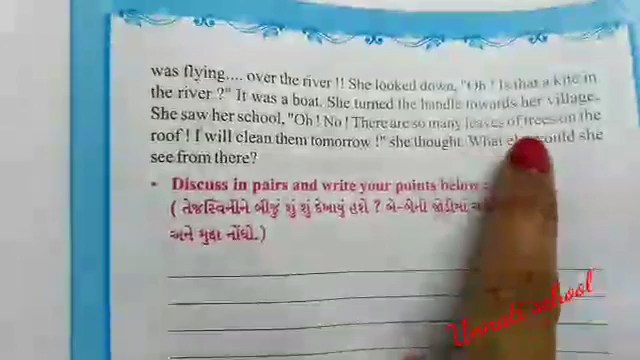 was flying.... over the river !! She looked down, "Oh ! Is that a kite in
the river ?" It was a boat. She turned the handle towards her village.
She saw her school, "Oh ! No ! There are so many leaves of trees on the
roof ! I will clean them tomorrow !" she thought. What could she
see from there?
• Discuss in pairs and write your points below
( તેજસ્વિનીને બીજું શું શું દેખાયું હશે ? બે-બેની જોડીમાં
અને મુદ્દા નોંધો.)
Unnati school